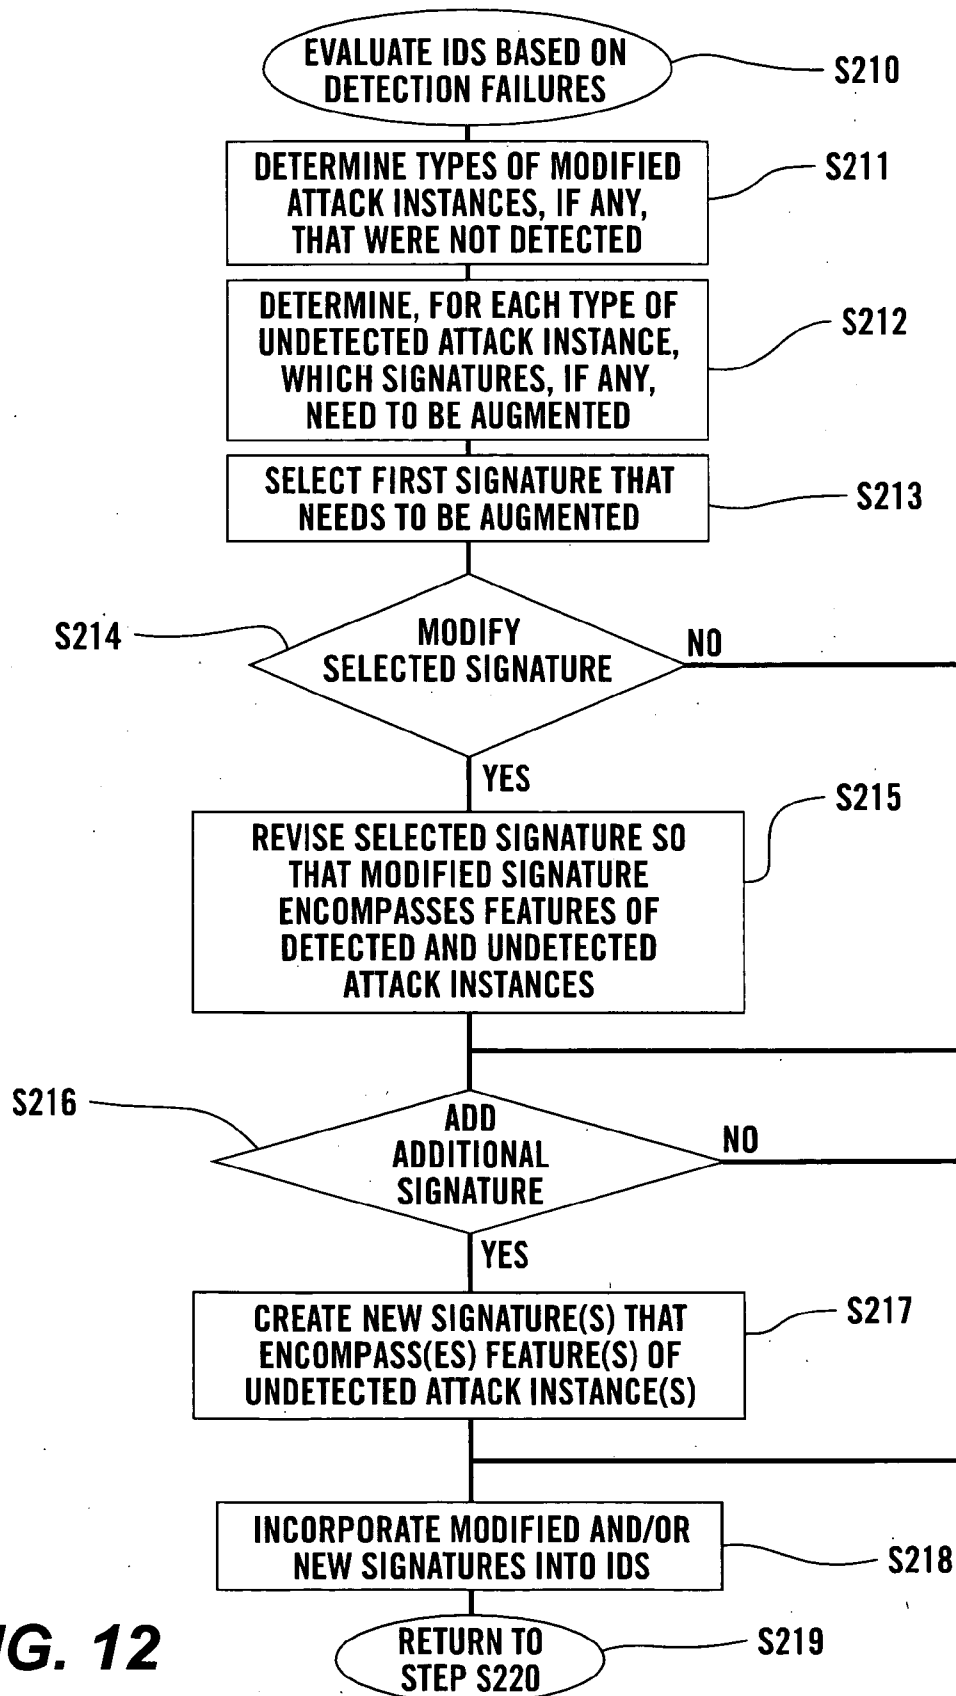 EVALUATE IDS BASED ON
DETECTION FAILURES
S210
DETERMINE TYPES OF MODIFIED
ATTACK INSTANCES, IF ANY,
THAT WERE NOT DETECTED
S211
DETERMINE, FOR EACH TYPE OF
UNDETECTED ATTACK INSTANCE,
WHICH SIGNATURES, IF ANY,
NEED TO BE AUGMENTED
S212
SELECT FIRST SIGNATURE THAT
NEEDS TO BE AUGMENTED
S213
S214
MODIFY
SELECTED SIGNATURE
NO
YES
S215
REVISE SELECTED SIGNATURE SO
THAT MODIFIED SIGNATURE
ENCOMPASSES FEATURES OF
DETECTED AND UNDETECTED
ATTACK INSTANCES
S216
ADD
ADDITIONAL
SIGNATURE
NO
YES
CREATE NEW SIGNATURE(S) THAT
ENCOMPASS(ES) FEATURE(S) OF
UNDETECTED ATTACK INSTANCE(S)
S217
INCORPORATE MODIFIED AND/OR
NEW SIGNATURES INTO IDS
S218
RETURN TO
STEP S220
S219
IG. 12